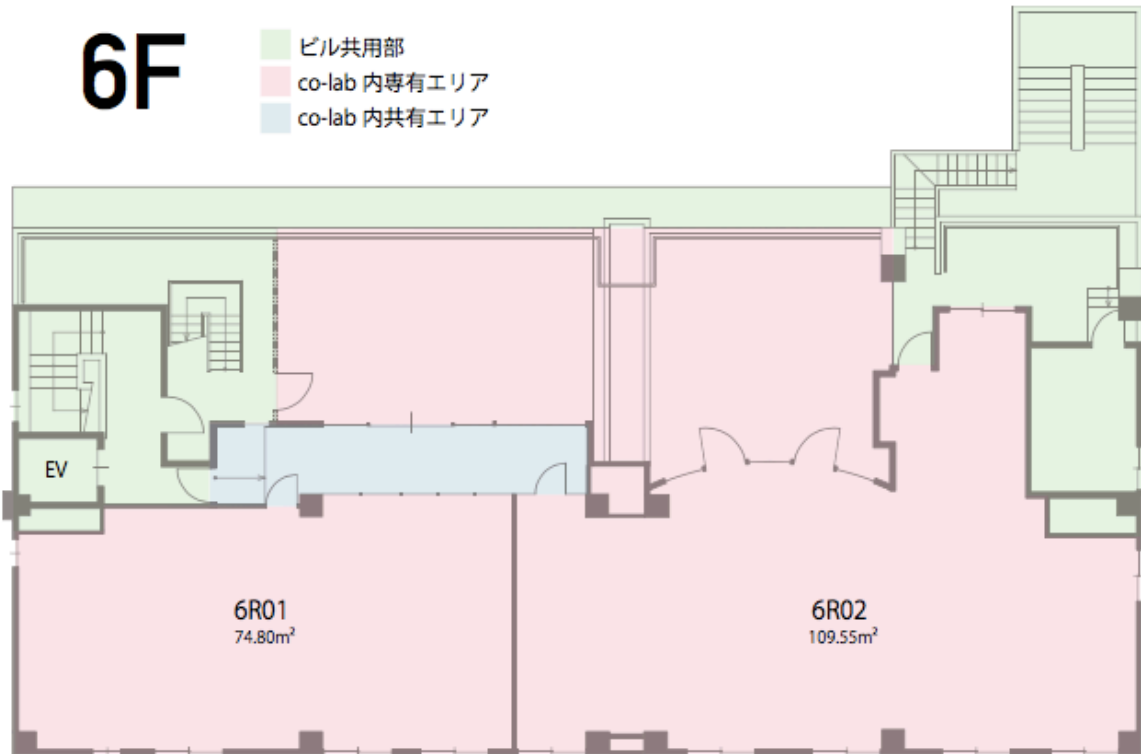 6F
ビル共用部
co-lab 内専有エリア
co-lab 内共有エリア
EV
6R01
74.80m²
6R02
109.55m²